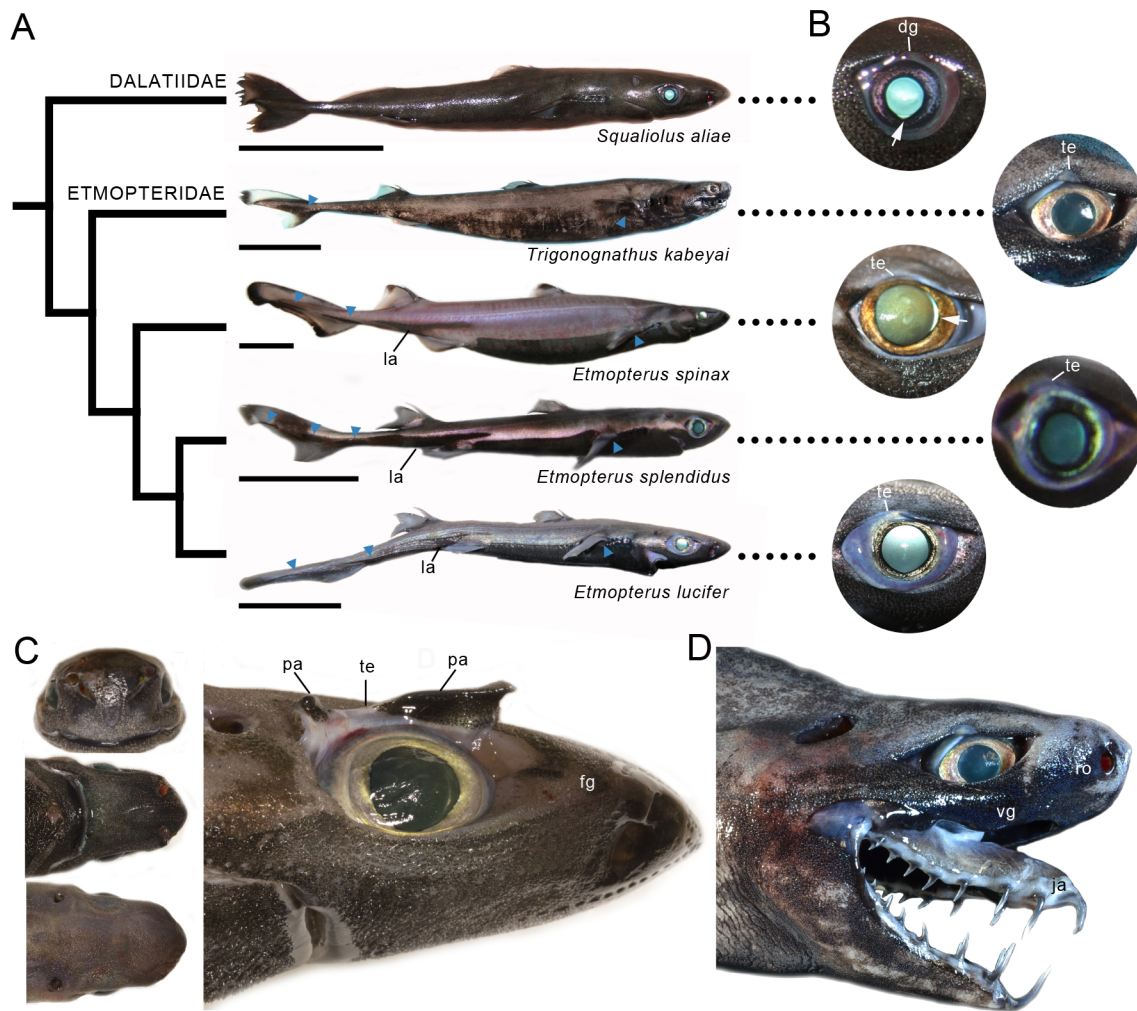 A
B
DALATIIDAE
dg
Squaliolus aliae
ETMOPTERIDAE
te
Trigonognathus kabeyai
te
la
Etmopterus spinax
te
la
Etmopterus splendidus
te
la
Etmopterus lucifer
C
D
pa
te
pa
fg
ro
vg
ja